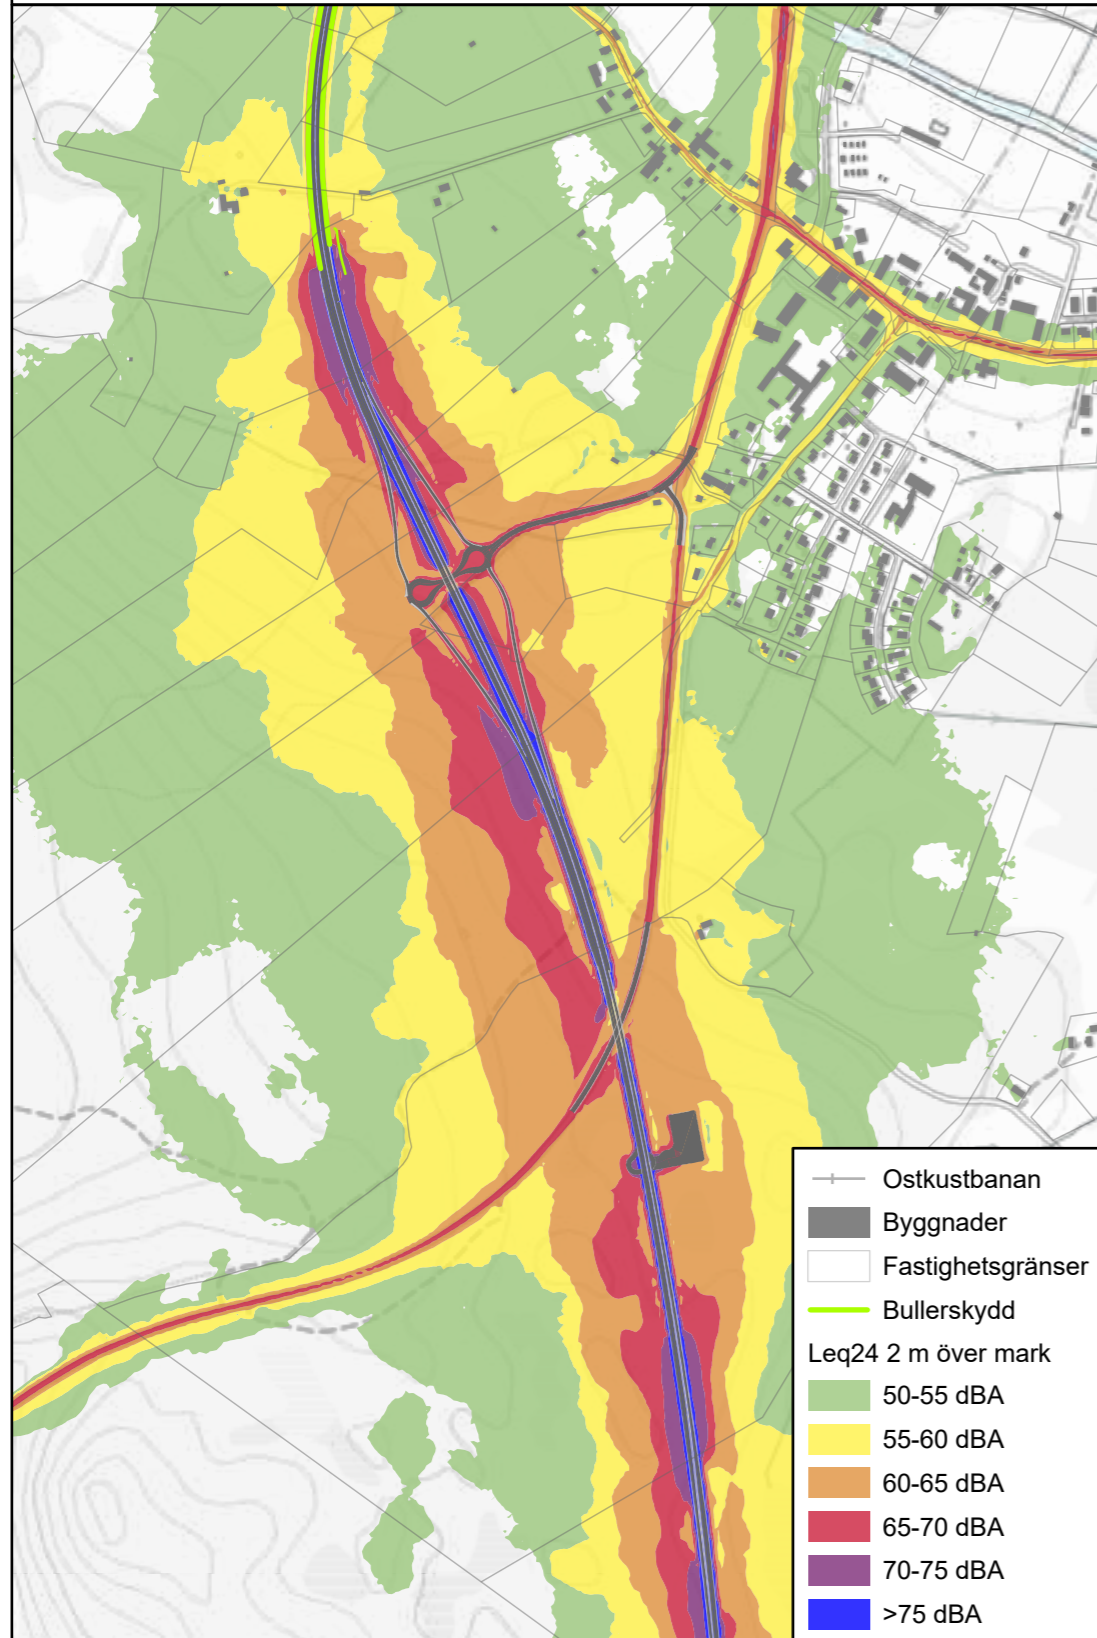 Ostkustbanan
Byggnader
Fastighetsgränser
Bullerskydd
Leq24 2 m över mark
50-55 dBA
55-60 dBA
60-65 dBA
65-70 dBA
70-75 dBA
>75 dBA